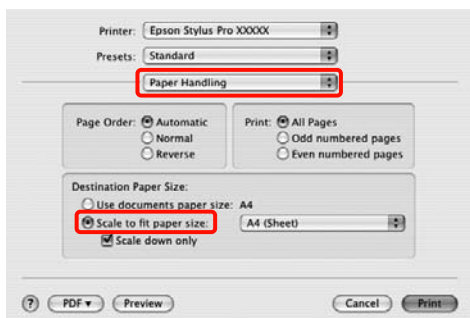 Printer: Epson Stylus Pro XXXXX
Presets: Standard
Paper Handling
Page Order: Automatic Print: All Pages
Normal Odd numbered pages
Reverse Even numbered pages
Destination Paper Size:
Use documents paper size: A4
Scale to fit paper size: A4 (Sheet)
Scale down only
? PDF ▼ Preview Cancel Print